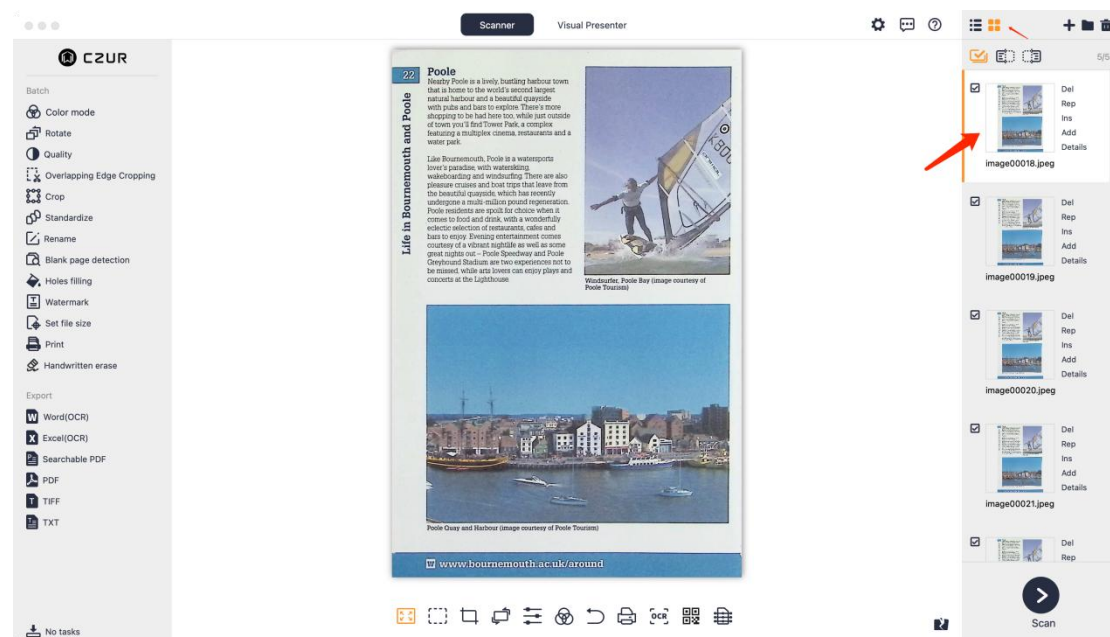 Scanner
Visual Presenter
CZUR
Batch
Color mode
Rotate
Quality
Overlapping Edge Cropping
Crop
Standardize
Rename
Blank page detection
Holes filling
Watermark
Set file size
Print
Handwritten erase
Export
Word(OCR)
Excel(OCR)
Searchable PDF
PDF
TIFF
TXT
No tasks
22
Life in Bournemouth and Poole
Poole
Nearby Poole is a lively, bustling harbour town
that is home to the world's second largest
natural harbour and a beautiful quayside
with pubs and bars to explore. There's more
shopping to be had here too, while just outside
of town you'll find Tower Park, a complex
featuring a multiplex cinema, restaurants and a
water park.
Like Bournemouth, Poole is a watersports
lover's paradise, with waterskiing,
wakeboarding and windsurfing. There are also
pleasure cruises and boat trips that leave from
the beautiful quayside, which has recently
undergone a multi-million pound regeneration.
Poole residents are spoilt for choice when it
comes to food and drink, with a wonderfully
eclectic selection of restaurants, cafes and
bars to enjoy. Evening entertainment comes
courtesy of a vibrant nightlife as well as some
great nights out – Poole Speedway and Poole
Greyhound Stadium are two experiences not to
be missed, while arts lovers can enjoy plays and
concerts at the Lighthouse.
K800
Windsurfer, Poole Bay (image courtesy of
Poole Tourism)
Poole Quay and Harbour (image courtesy of Poole Tourism)
www.bournemouth.ac.uk/around
OCR
5/5
Del
Rep
Ins
Add
Details
image00018.jpeg
Del
Rep
Ins
Add
Details
image00019.jpeg
Del
Rep
Ins
Add
Details
image00020.jpeg
Del
Rep
Ins
Add
Details
image00021.jpeg
Del
Rep
Scan